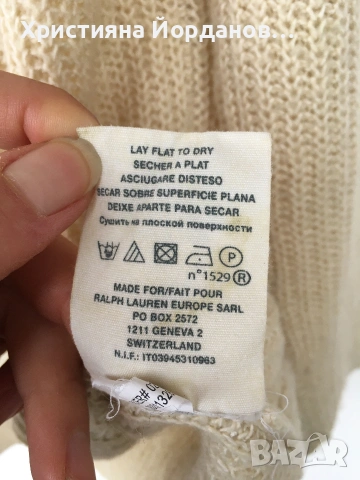 Християна Йорданов...
LAY FLAT TO DRY
SECHER A PLAT
ASCIUGARE DISTESO
SECAR SOBRE SUPERFICIE PLANA
DEIXE APARTE PARA SECAR
Сушить на плоской поверхности
P
n°1529 R
MADE FOR/FAIT POUR
RALPH LAUREN EUROPE SARL
PO BOX 2572
1211 GENEVA 2
SWITZERLAND
N.I.F.: IT03945310963
BAZAR